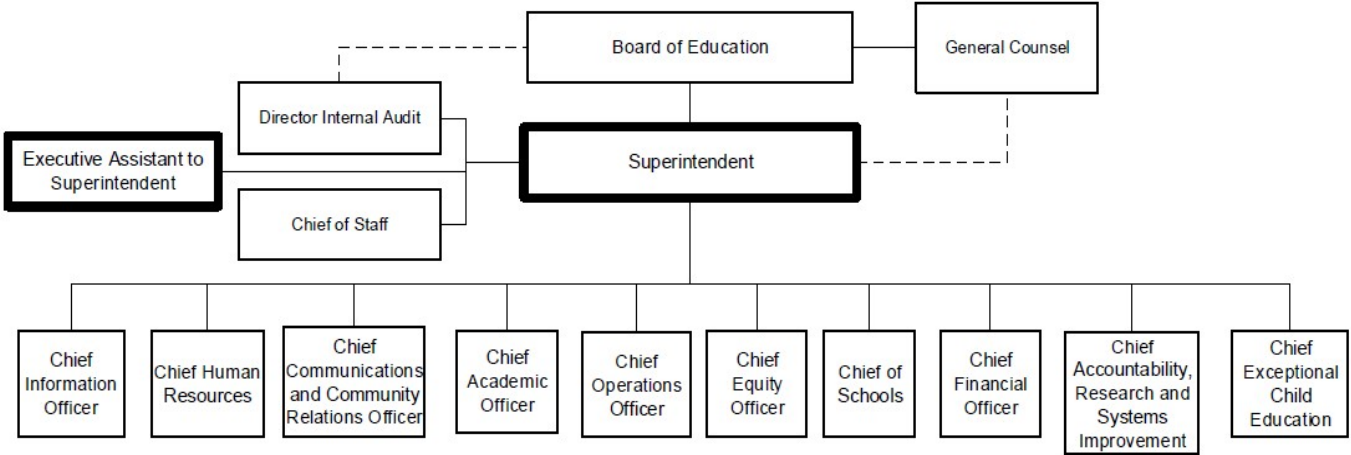 Board of Education
General Counsel
Director Internal Audit
Executive Assistant to
Superintendent
Superintendent
Chief of Staff
Chief
Information
Officer
Chief Human
Resources
Chief
Communications
and Community
Relations Officer
Chief
Academic
Officer
Chief
Operations
Officer
Chief
Equity
Officer
Chief of
Schools
Chief
Financial
Officer
Chief
Accountability,
Research and
Systems
Improvement
Chief
Exceptional
Child
Education